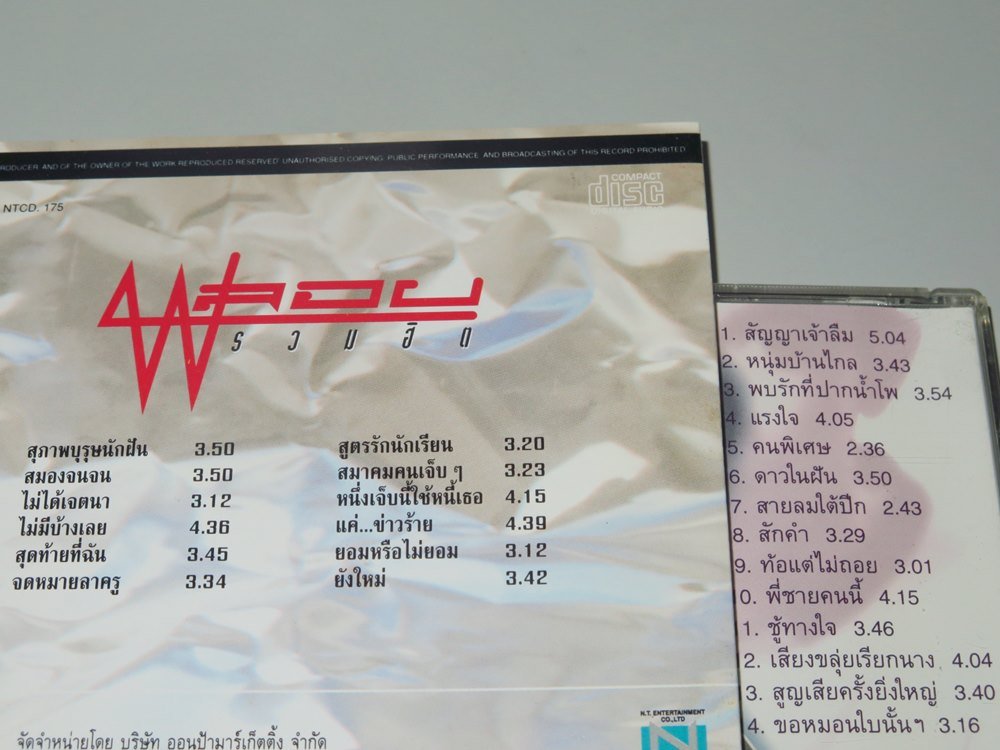 RODUCER AND OF THE OWNER OF THE WORK REPRODUCED RESERVED UNAUTHORISED COPYING, PUBLIC PERFORMANCE AND BROADCASTING OF THIS RECORD PROHIBITED
COMPACT
disc
NTCD. 175
รวมฮิต
สุภาพบุรุษนักฝัน 3.50
สมองจนจน 3.50
ไม่ได้เจตนา 3.12
ไม่มีบ้างเลย 4.36
สุดท้ายที่ฉัน 3.45
จดหมายลาครู 3.34
สูตรรักนักเรียน 3.20
สมาคมคนเจ็บ ๆ 3.23
หนึ่งเจ็บนี้ใช้หนี้เธอ 4.15
แค่...ข่าวร้าย 4.39
ยอมหรือไม่ยอม 3.12
ยังใหม่ 3.42
จัดจำหน่ายโดย บริษัท ออนป้ามาร์เก็ตติ้ง จำกัด
N.T. ENTERTAINMENT
CO.,LTD
1. สัญญาเจ้าลืม 5.04
2. หนุ่มบ้านไกล 3.43
3. พบรักที่ปากน้ำโพ 3.54
4. แรงใจ 4.05
5. คนพิเศษ 2.36
6. ดาวในฝัน 3.50
7. สายลมใต้ปีก 2.43
8. สักคำ 3.29
9. ท้อแต่ไม่ถอย 3.01
0. พี่ชายคนนี้ 4.15
1. ชู้ทางใจ 3.46
2. เสียงขลุ่ยเรียกนาง 4.04
3. สูญเสียครั้งยิ่งใหญ่ 3.40
4. ขอหมอนใบนั้นฯ 3.16